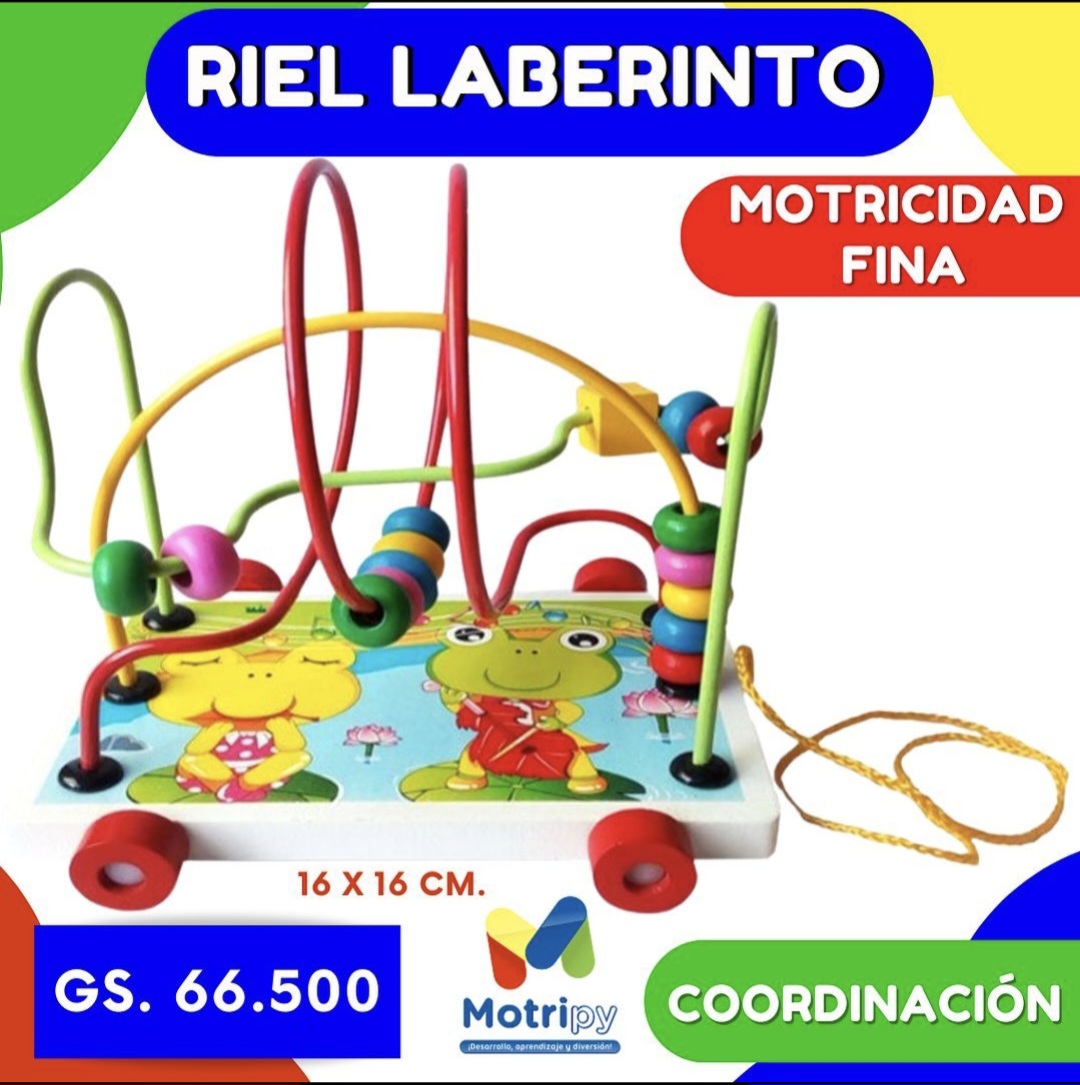 RIEL LABERINTO
MOTRICIDAD
FINA
16 X 16 CM.
GS. 66.500
Motripy
¡Desarrollo, aprendizaje y diversión!
COORDINACIÓN